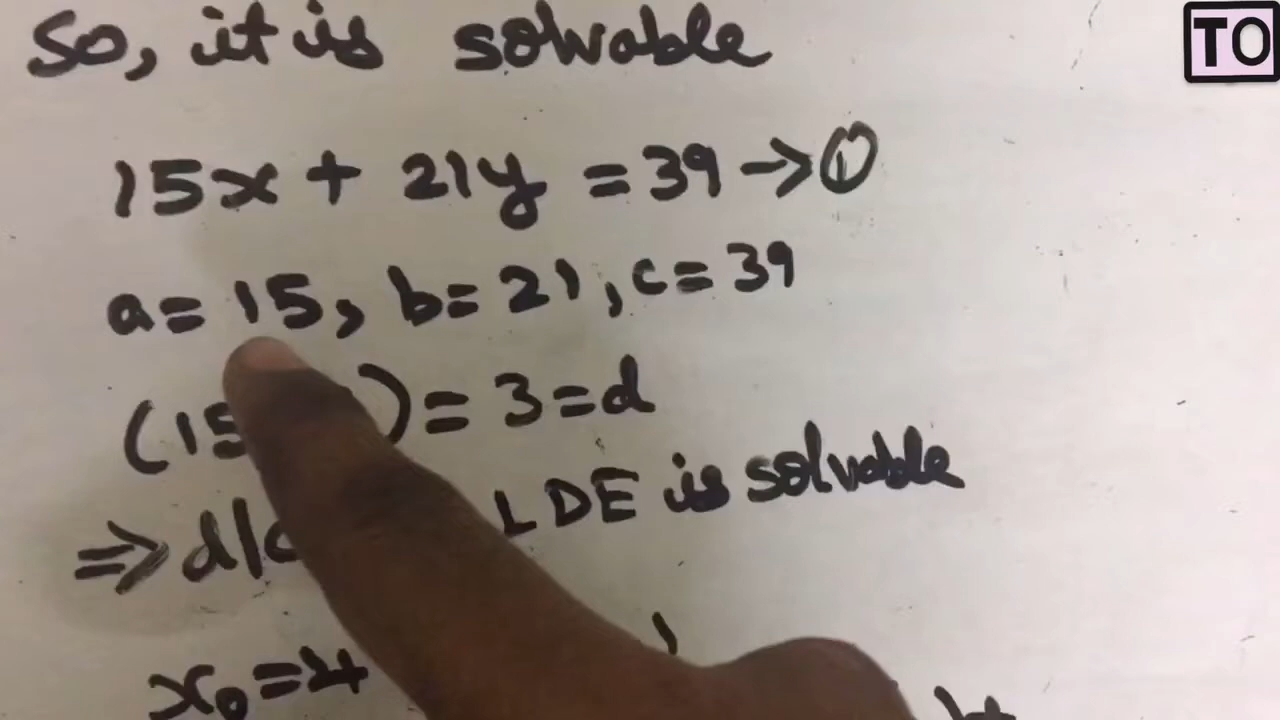 So, it is solvable
TO
15x + 21y = 39 → ①
a = 15, b = 21, c = 39
(15 ) = 3 = d
⇒ d/c LDE is solvable
x₀ = 4